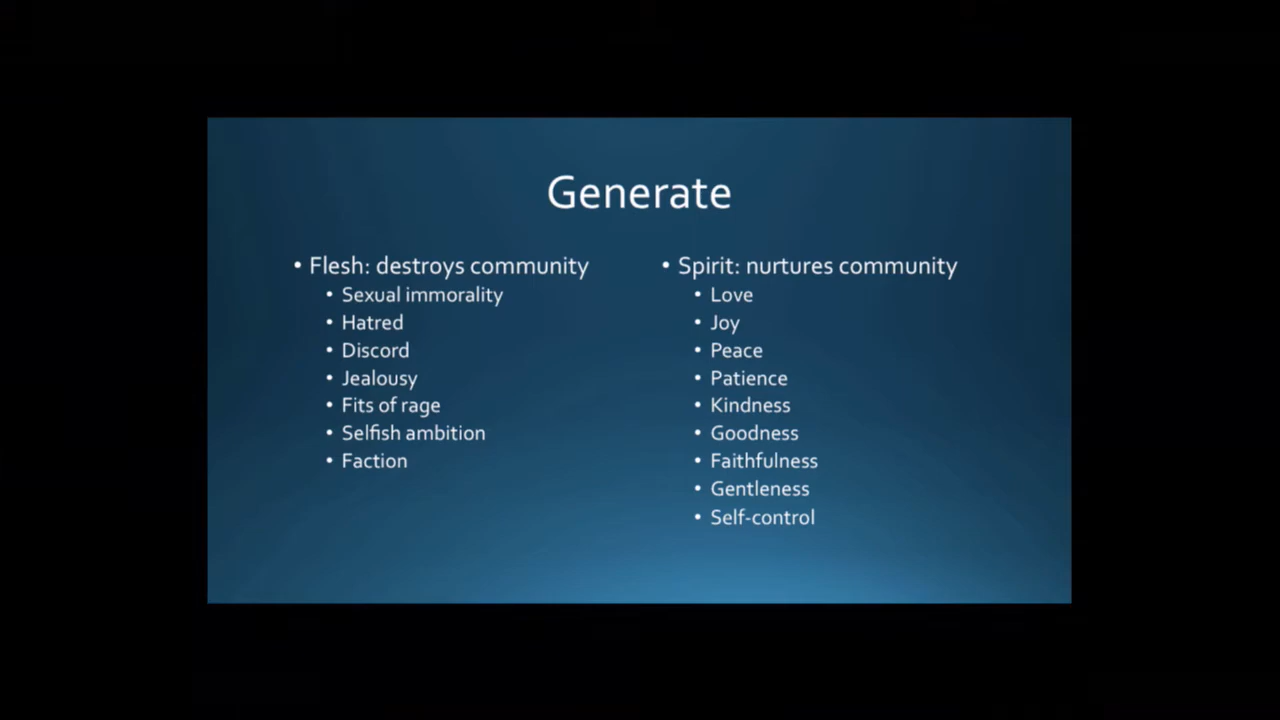 Generate
• Flesh: destroys community
• Sexual immorality
• Hatred
• Discord
• Jealousy
• Fits of rage
• Selfish ambition
• Faction
• Spirit: nurtures community
• Love
• Joy
• Peace
• Patience
• Kindness
• Goodness
• Faithfulness
• Gentleness
• Self-control